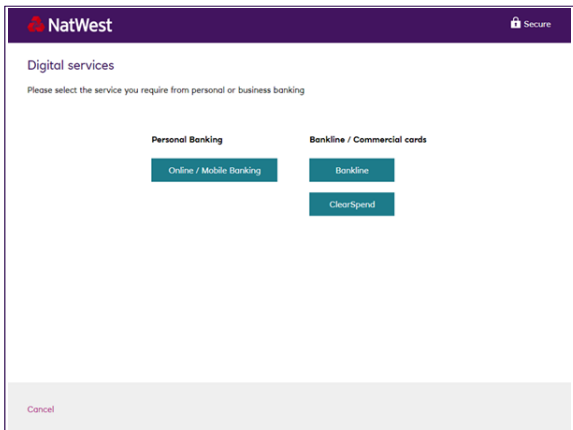 NatWest
Secure
Digital services
Please select the service you require from personal or business banking
Personal Banking
Bankline / Commercial cards
Online / Mobile Banking
Bankline
ClearSpend
Cancel